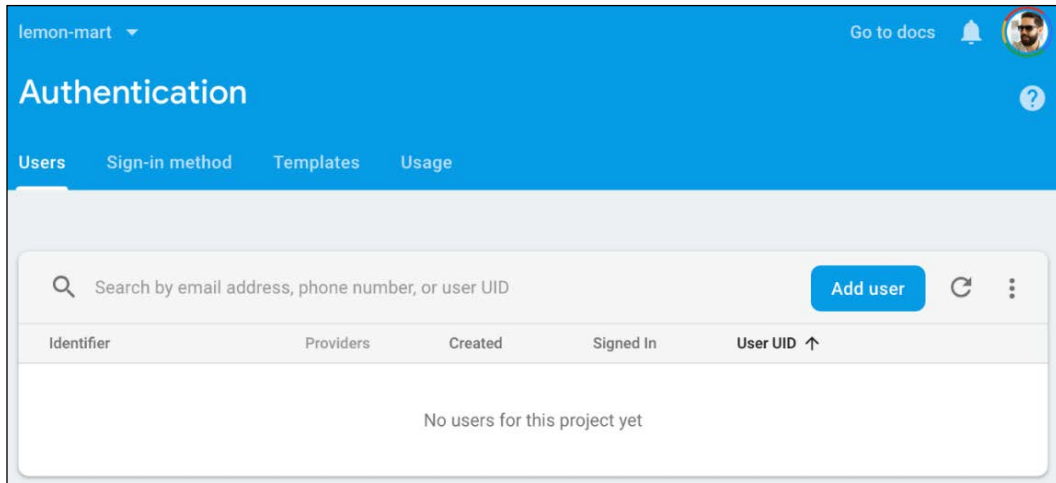 lemon-mart Go to docs
Authentication
Users Sign-in method Templates Usage
Search by email address, phone number, or user UID Add user
Identifier Providers Created Signed In User UID
No users for this project yet